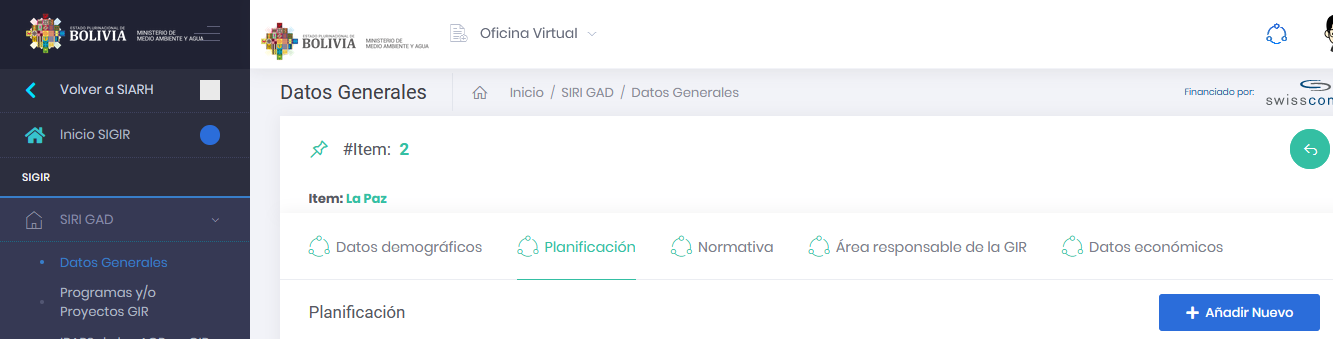 ESTADO PLURINACIONAL DE
BOLIVIA
MINISTERIO DE
MEDIO AMBIENTE Y AGUA
Volver a SIARH
Inicio SIGIR
SIGIR
SIRI GAD
Datos Generales
Programas y/o
Proyectos GIR
ESTADO PLURINACIONAL DE
BOLIVIA
MINISTERIO DE
MEDIO AMBIENTE Y AGUA
Oficina Virtual
Datos Generales
Inicio / SIRI GAD / Datos Generales
Financiado por:
swisscon
#Item: 2
Item: La Paz
Datos demográficos
Planificación
Normativa
Área responsable de la GIR
Datos económicos
Planificación
+ Añadir Nuevo